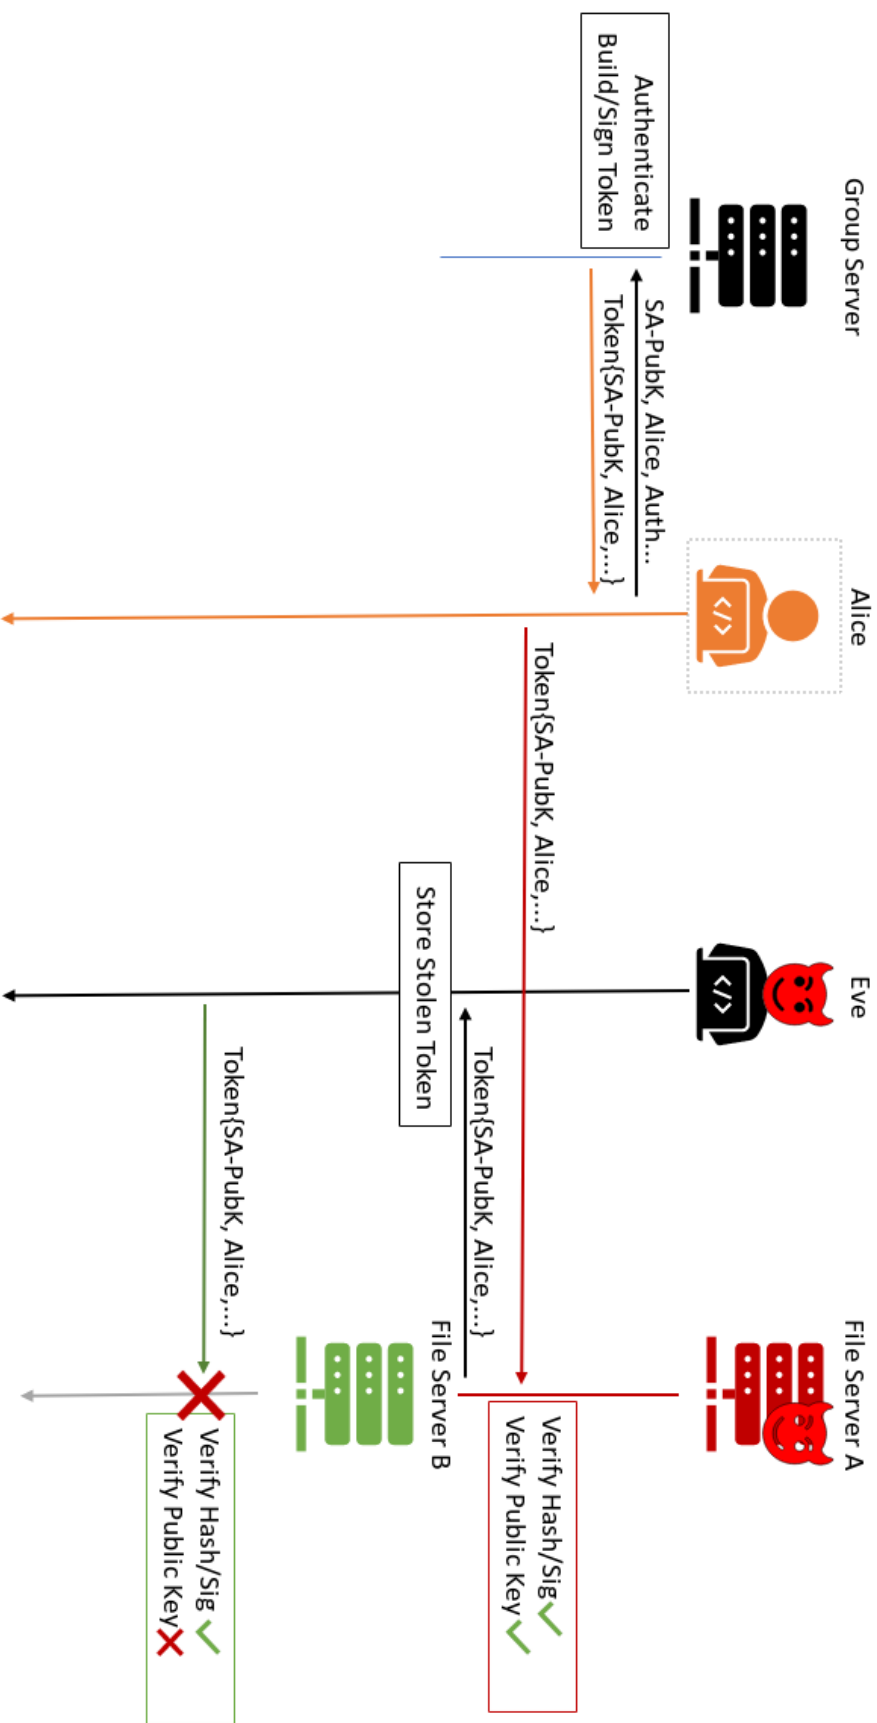 Group Server
Alice
Eve
File Server A
Authenticate
Build/Sign Token
SA-PubK, Alice, Auth...
Token{SA-PubK, Alice,...}
Token{SA-PubK, Alice,...}
Verify Hash/Sig
Verify Public Key
Token{SA-PubK, Alice,...}
Store Stolen Token
File Server B
Token{SA-PubK, Alice,...}
Verify Hash/Sig
Verify Public Key